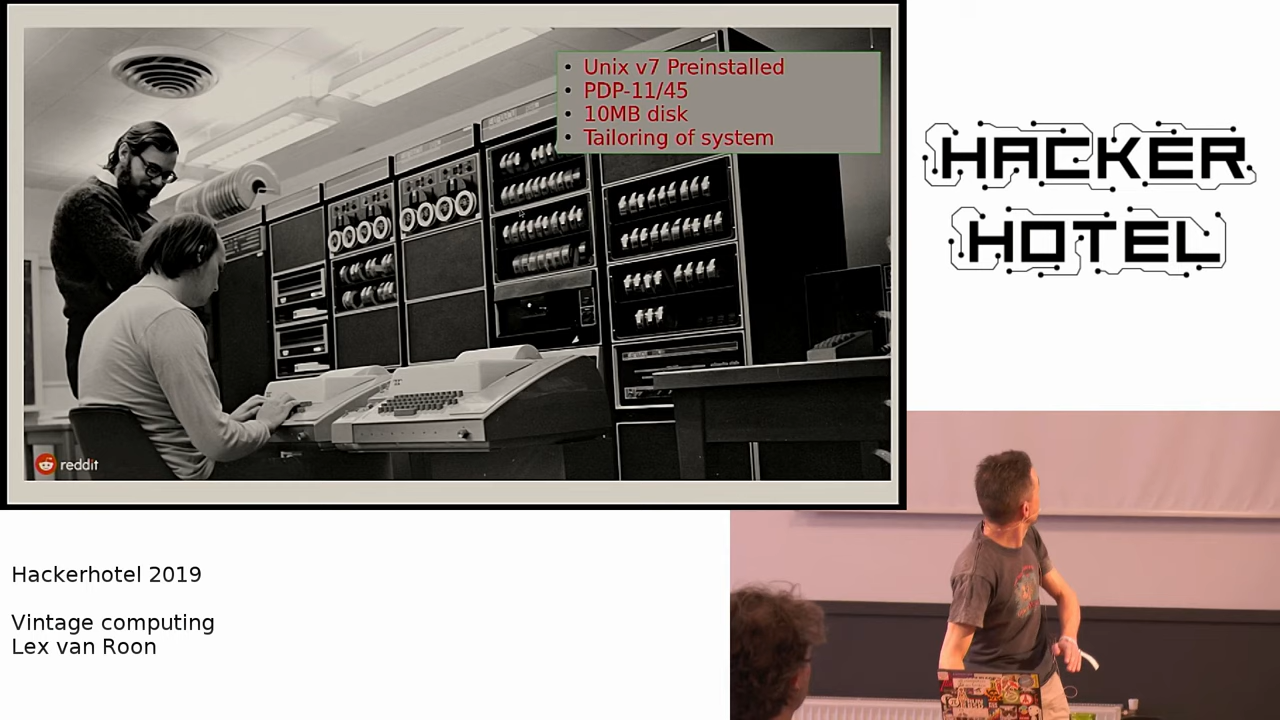 • Unix v7 Preinstalled
• PDP-11/45
• 10MB disk
• Tailoring of system
reddit
HACKER
HOTEL
Hackerhotel 2019
Vintage computing
Lex van Roon